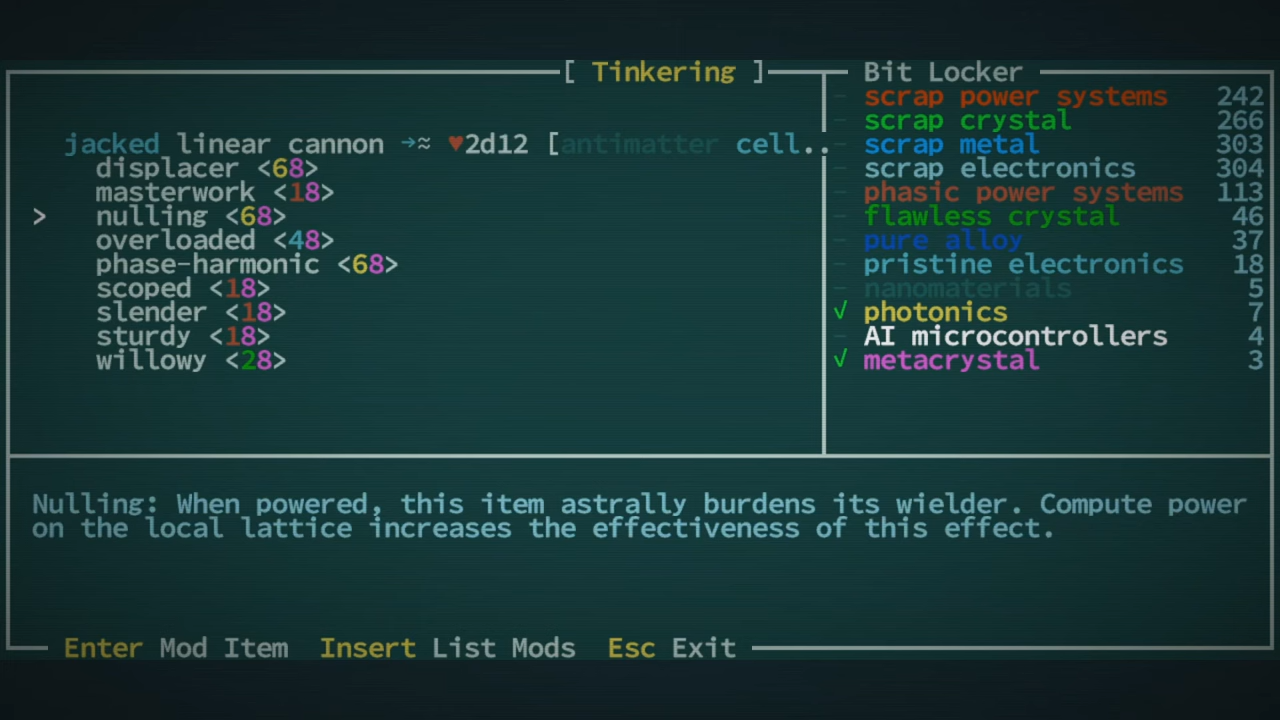 [ Tinkering ]
jacked linear cannon →≈ ♥2d12 [antimatter cell..
displacer <68>
masterwork <18>
> nulling <68>
overloaded <48>
phase-harmonic <68>
scoped <18>
slender <18>
sturdy <18>
willowy <28>
Bit Locker
- scrap power systems 242
- scrap crystal 266
- scrap metal 303
- scrap electronics 304
- phasic power systems 113
- flawless crystal 46
- pure alloy 37
- pristine electronics 18
- nanomaterials 5
√ photonics 7
- AI microcontrollers 4
√ metacrystal 3
Nulling: When powered, this item astrally burdens its wielder. Compute power
on the local lattice increases the effectiveness of this effect.
Enter Mod Item Insert List Mods Esc Exit